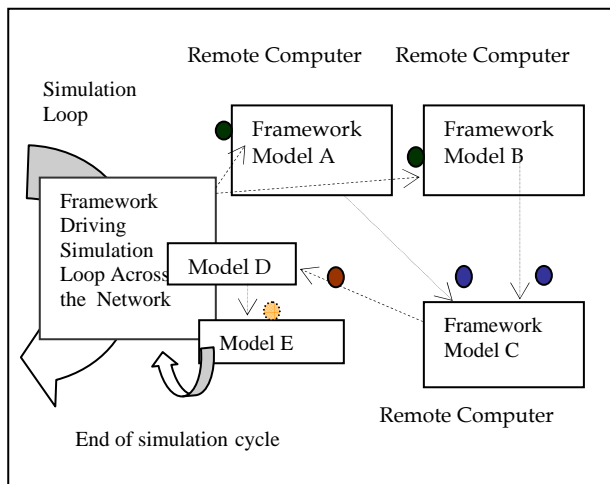 Remote Computer
Remote Computer
Simulation
Loop
Framework
Model A
Framework
Model B
Framework
Driving
Simulation
Loop Across
the Network
Model D
Model E
Framework
Model C
Remote Computer
End of simulation cycle